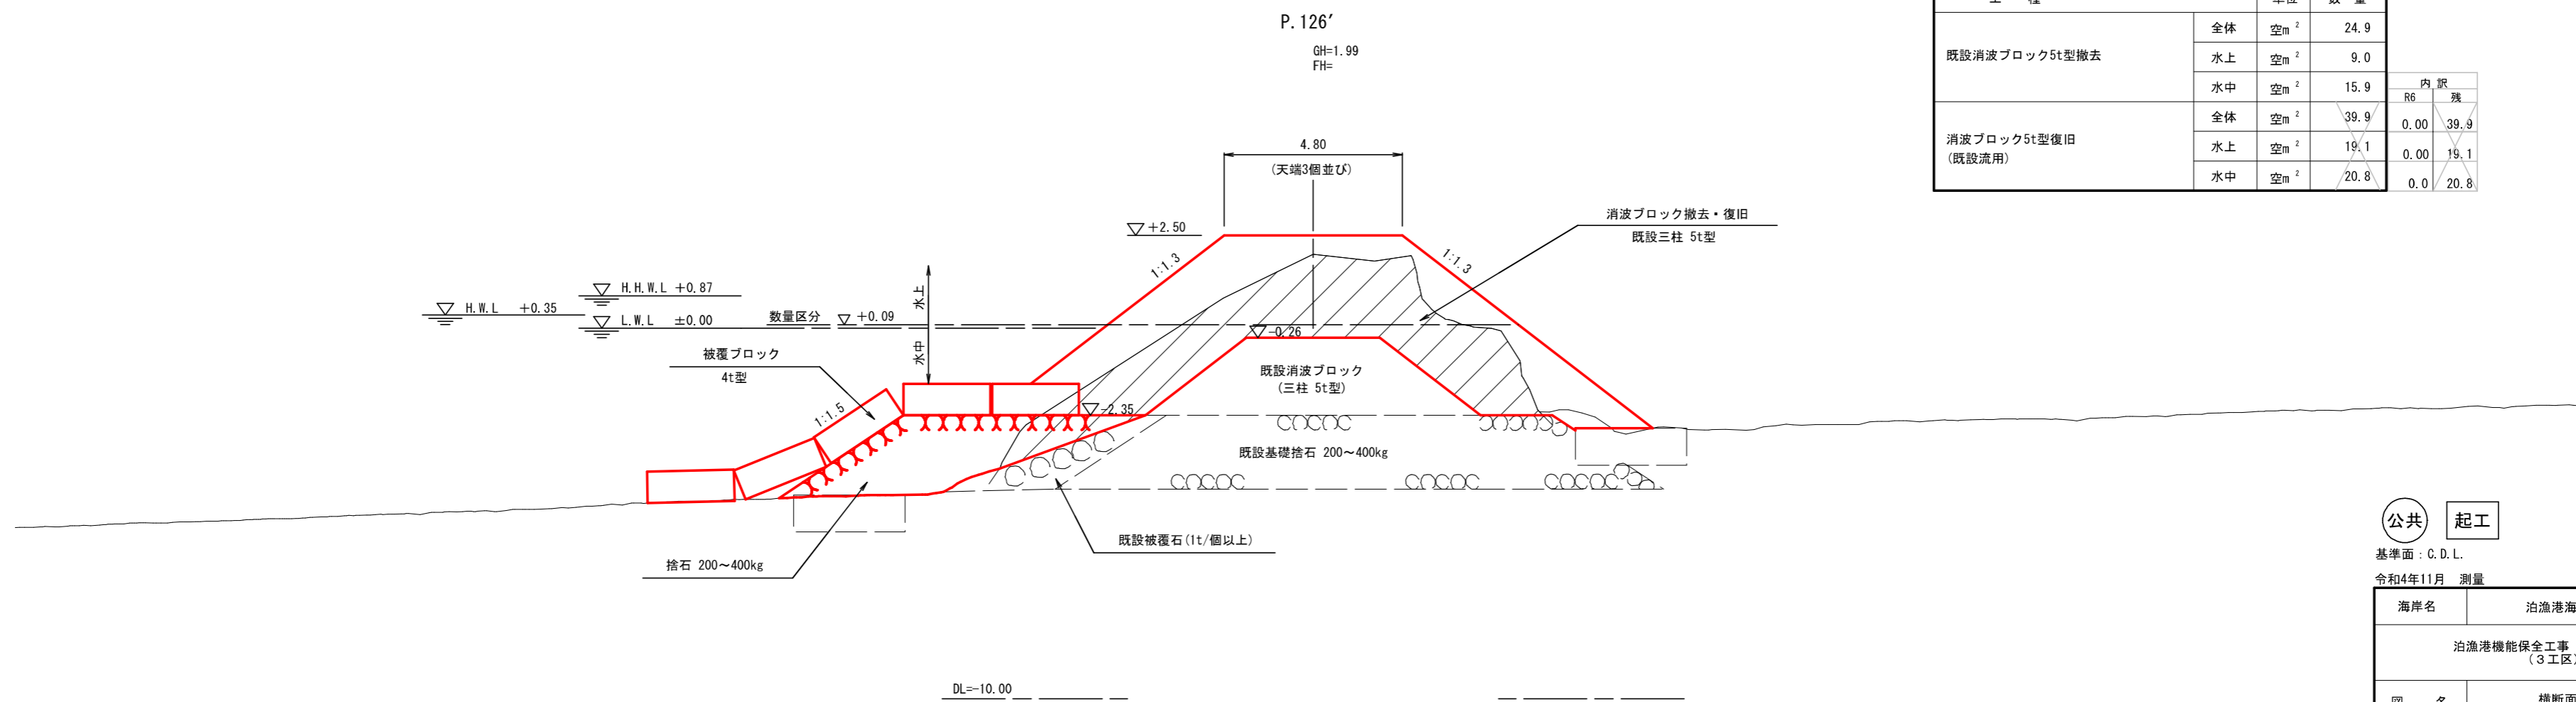 P.126′
GH=1.99
FH=
工 種 単位 数 量
既設消波ブロック5t型撤去
全体 空m² 24.9
水上 空m² 9.0
水中 空m² 15.9
消波ブロック5t型復旧
(既設流用)
全体 空m² 39.9
水上 空m² 19.1
水中 空m² 20.8
内 訳
R6 残
0.00 39.9
0.00 19.1
0.0 20.8
4.80
(天端3個並び)
消波ブロック撤去・復旧
既設三柱 5t型
+2.50
1:1.3
1:1.3
H.H.W.L +0.87
H.W.L +0.35
L.W.L ±0.00
数量区分 +0.09
水上
水中
-0.26
被覆ブロック
4t型
1:1.5
既設消波ブロック
(三柱 5t型)
-2.35
既設基礎捨石 200～400kg
既設被覆石(1t/個以上)
捨石 200～400kg
DL=-10.00
公共 起工
基準面：C.D.L.
令和4年11月 測量
海岸名 泊漁港海
泊漁港機能保全工事
(３工区)
図 名 横断面